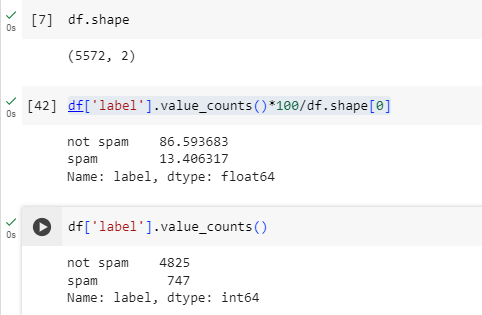 [7] df.shape
0s
(5572, 2)
[42] df['label'].value_counts()*100/df.shape[0]
0s
not spam    86.593683
spam        13.406317
Name: label, dtype: float64
df['label'].value_counts()
0s
not spam    4825
spam         747
Name: label, dtype: int64